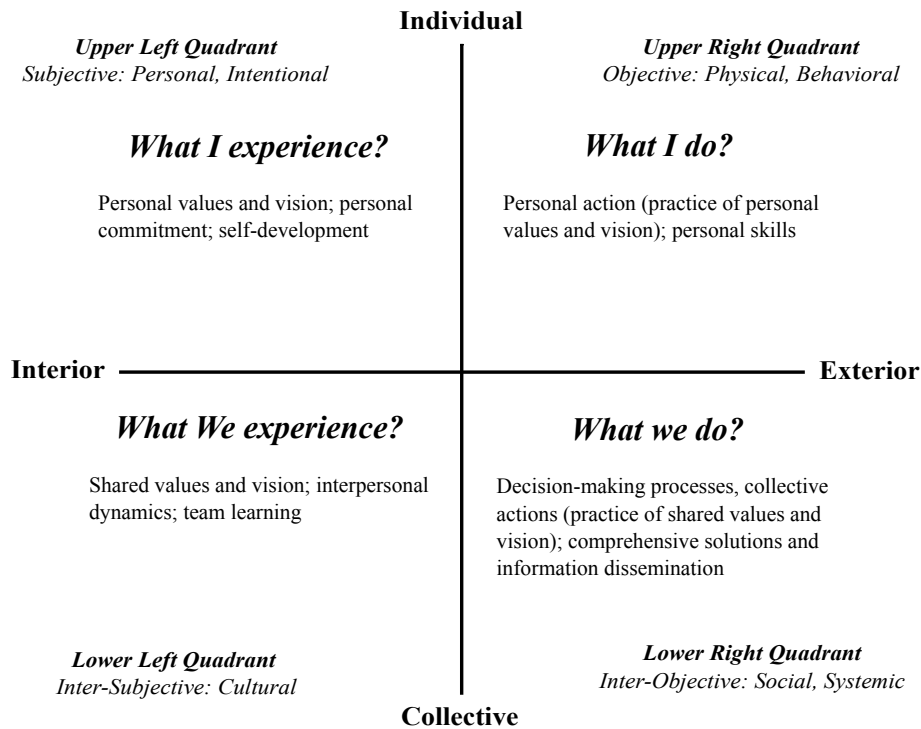 Individual
Upper Left Quadrant
Subjective: Personal, Intentional
Upper Right Quadrant
Objective: Physical, Behavioral
What I experience?
Personal values and vision; personal
commitment; self-development
What I do?
Personal action (practice of personal
values and vision); personal skills
Interior
Exterior
What We experience?
Shared values and vision; interpersonal
dynamics; team learning
What we do?
Decision-making processes, collective
actions (practice of shared values and
vision); comprehensive solutions and
information dissemination
Lower Left Quadrant
Inter-Subjective: Cultural
Lower Right Quadrant
Inter-Objective: Social, Systemic
Collective